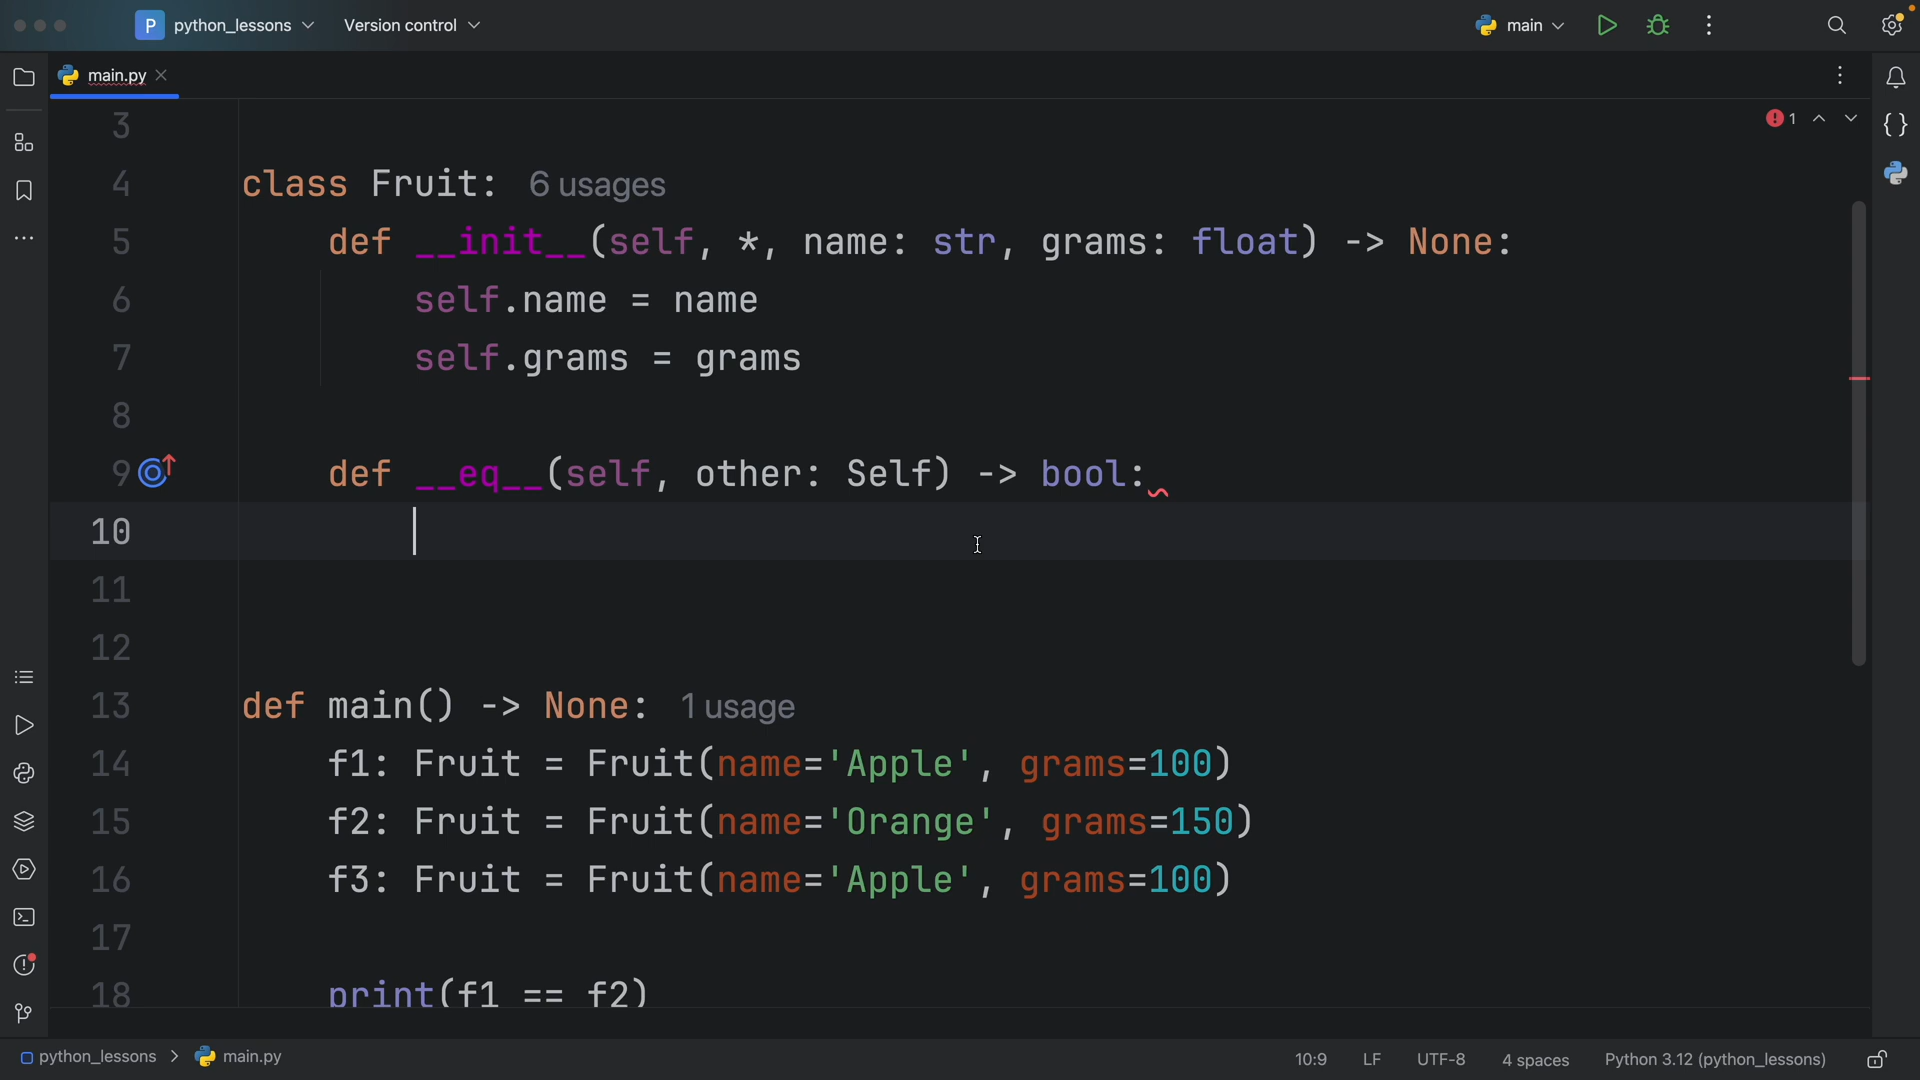 P python_lessons Version control main
main.py
1
3
4 class Fruit: 6 usages
5 def __init__(self, *, name: str, grams: float) -> None:
6 self.name = name
7 self.grams = grams
8
9 def __eq__(self, other: Self) -> bool:
10
11
12
13 def main() -> None: 1 usage
14 f1: Fruit = Fruit(name='Apple', grams=100)
15 f2: Fruit = Fruit(name='Orange', grams=150)
16 f3: Fruit = Fruit(name='Apple', grams=100)
17
18 print(f1 == f2)
python_lessons > main.py 10:9 LF UTF-8 4 spaces Python 3.12 (python_lessons)